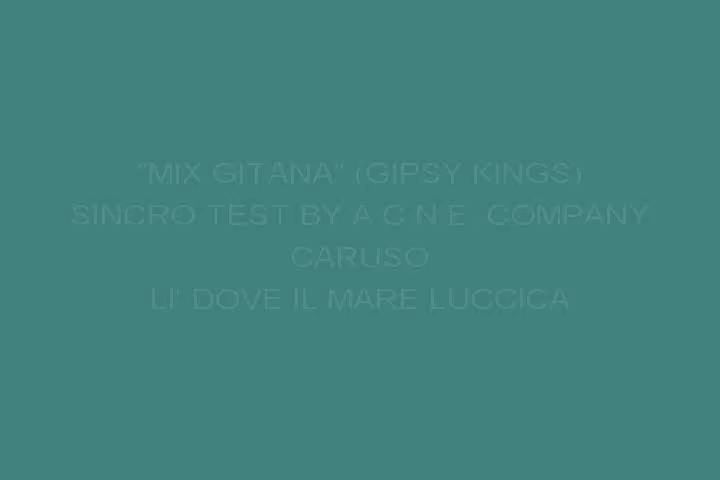 "MIX GITANA" (GIPSY KINGS)
SINCRO TEST BY A.C.N.E. COMPANY
CARUSO
LI' DOVE IL MARE LUCCICA